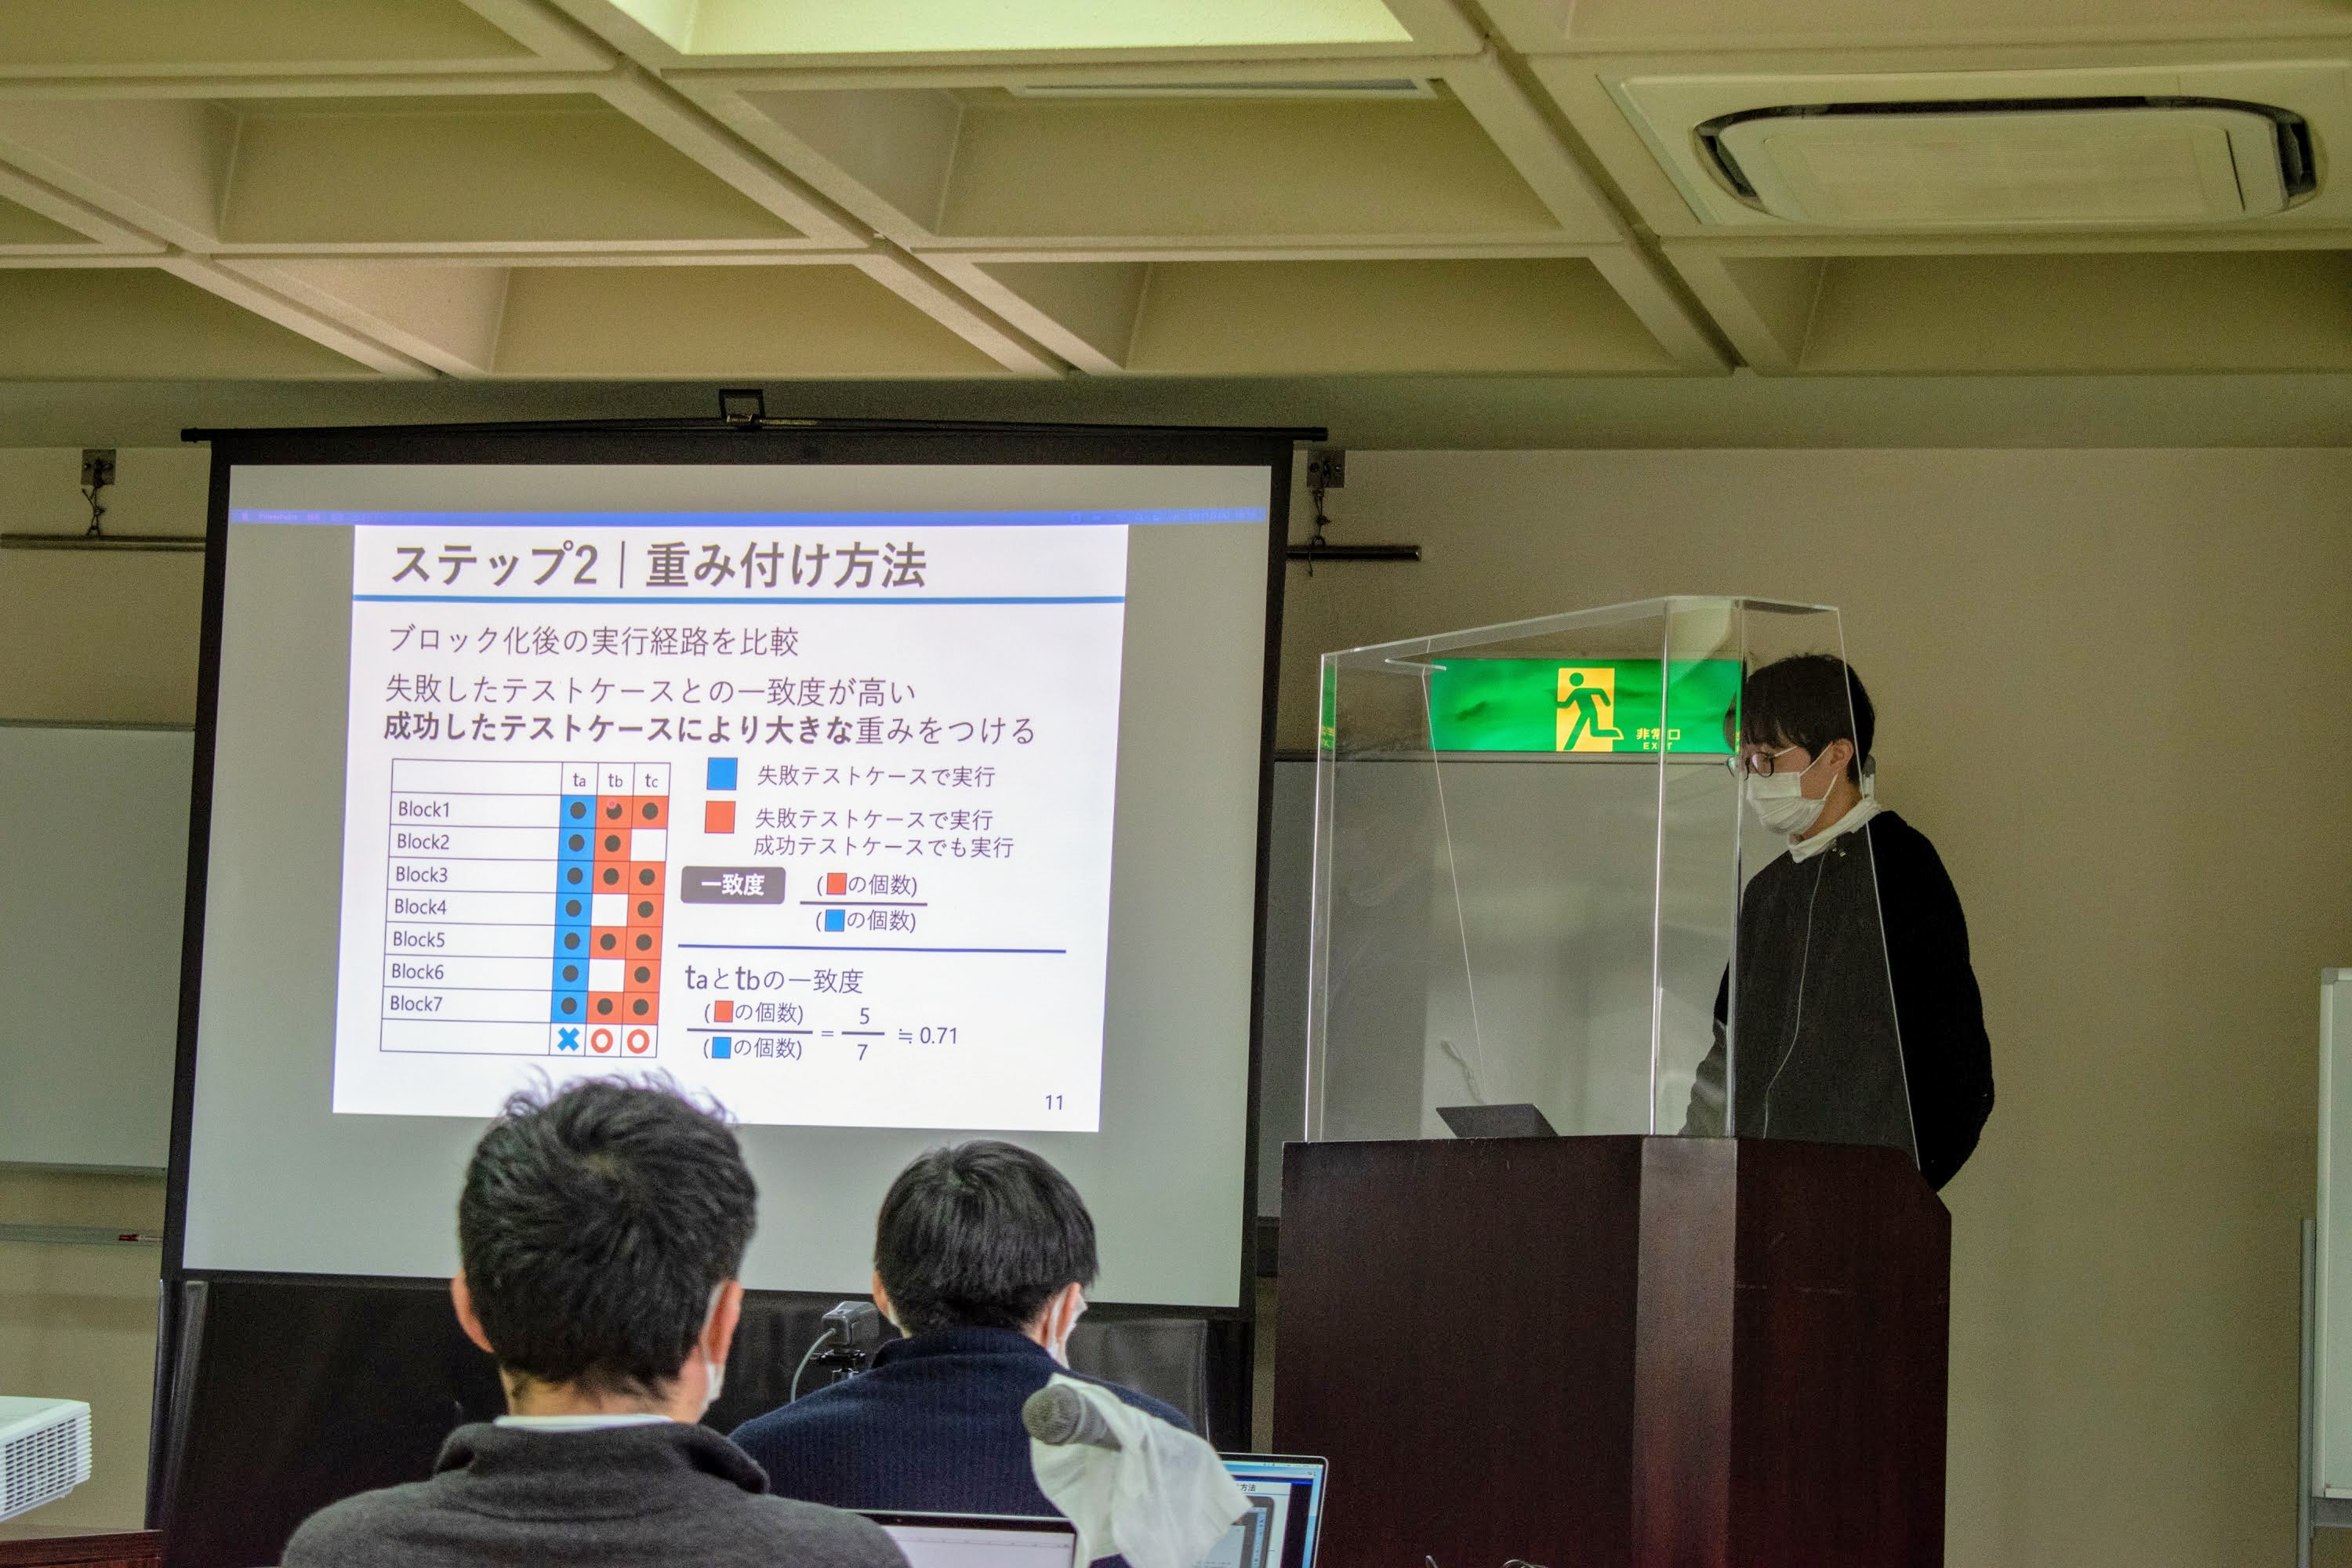 ステップ2｜重み付け方法
ブロック化後の実行経路を比較
失敗したテストケースとの一致度が高い
成功したテストケースにより大きな重みをつける
ta tb tc
Block1
Block2
Block3
Block4
Block5
Block6
Block7
失敗テストケースで実行
失敗テストケースで実行
成功テストケースでも実行
一致度
(の個数)
(の個数)
taとtbの一致度
(の個数)
(の個数)
= 5/7 ≒ 0.71
11
非常口
EXIT
方法